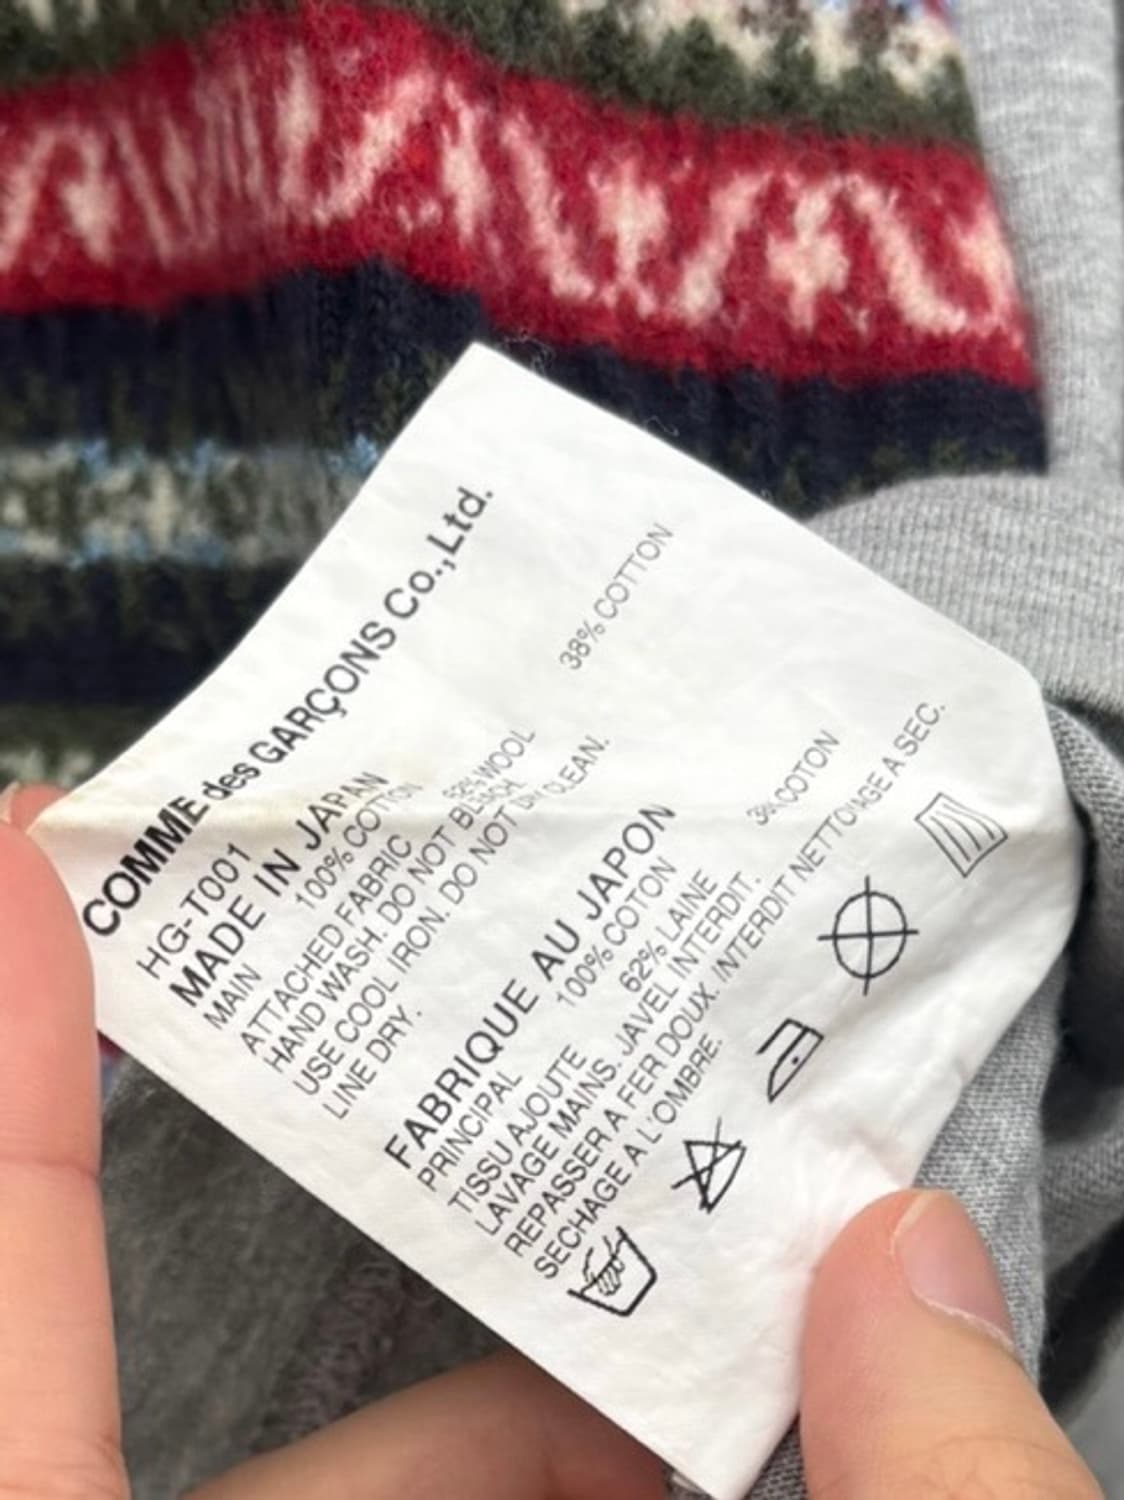 COMME des GARÇONS Co.,Ltd.
HG-T001
MADE IN JAPAN
MAIN 100% COTTON
ATTACHED FABRIC 62% WOOL 38% COTTON
HAND WASH. DO NOT BLEACH.
USE COOL IRON. DO NOT DRY CLEAN.
LINE DRY.
FABRIQUE AU JAPON
PRINCIPAL 100% COTON
TISSU AJOUTE 62% LAINE 38% COTON
LAVAGE MAINS. JAVEL INTERDIT.
REPASSER A FER DOUX. INTERDIT NETTOIAGE A SEC.
SECHAGE A L'OMBRE.